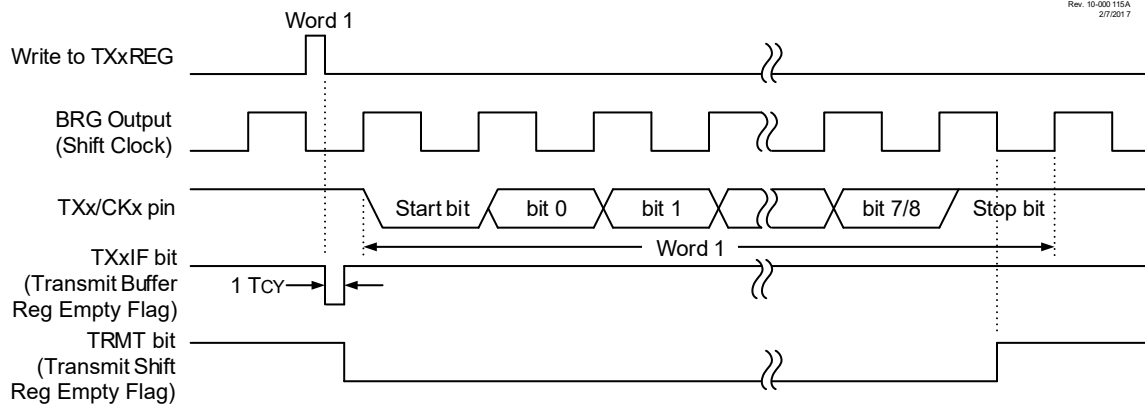 Rev. 10-000 115A
2/7/201 7
Word 1
Write to TXxREG
BRG Output
(Shift Clock)
TXx/CKx pin
Start bit
bit 0
bit 1
bit 7/8
Stop bit
Word 1
TXxIF bit
(Transmit Buffer
Reg Empty Flag)
1 TCY
TRMT bit
(Transmit Shift
Reg Empty Flag)